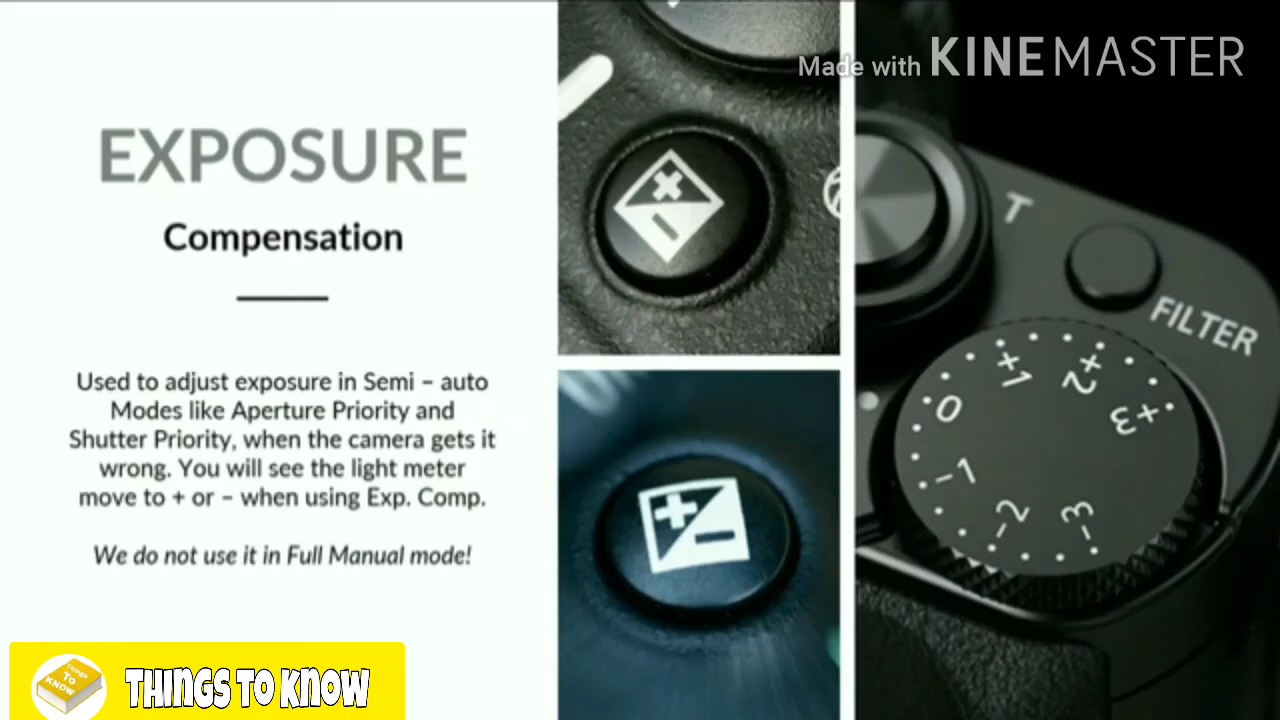 Made with KINEMASTER
EXPOSURE
Compensation
Used to adjust exposure in Semi – auto
Modes like Aperture Priority and
Shutter Priority, when the camera gets it
wrong. You will see the light meter
move to + or – when using Exp. Comp.
We do not use it in Full Manual mode!
T
FILTER
+1
+2
+3
0
-1
-2
-3
Things
To
KNOW
THINGS TO KNOW